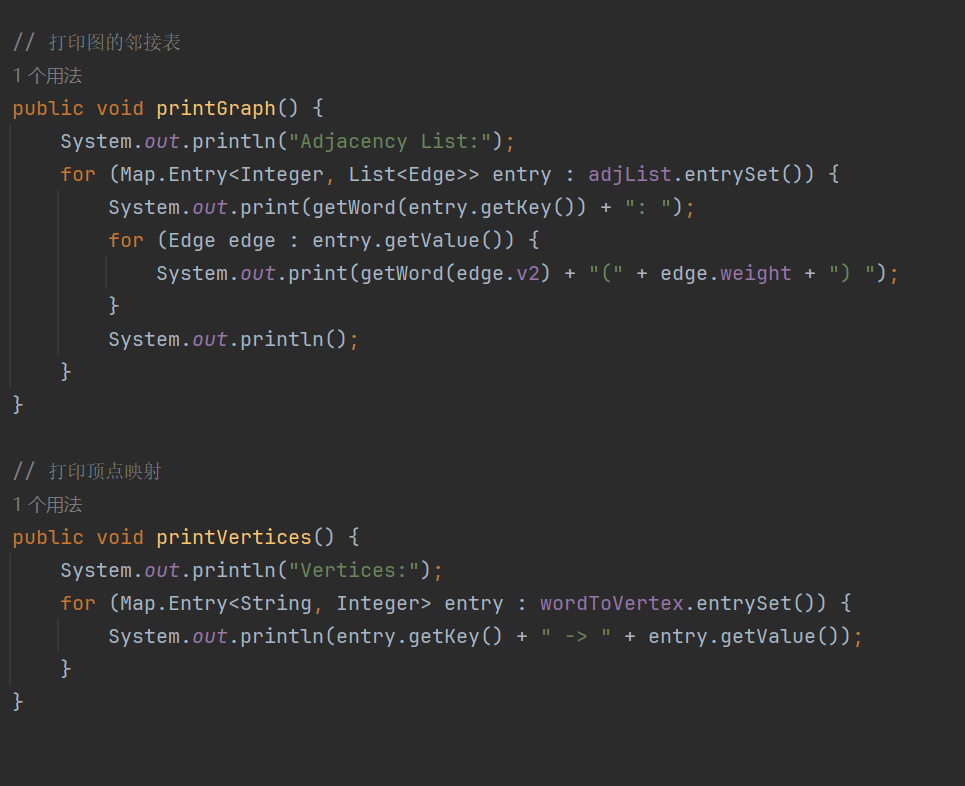 // 打印图的邻接表
1 个用法
public void printGraph() {
    System.out.println("Adjacency List:");
    for (Map.Entry<Integer, List<Edge>> entry : adjList.entrySet()) {
        System.out.print(getWord(entry.getKey()) + ": ");
        for (Edge edge : entry.getValue()) {
            System.out.print(getWord(edge.v2) + "(" + edge.weight + ") ");
        }
        System.out.println();
    }
}
// 打印顶点映射
1 个用法
public void printVertices() {
    System.out.println("Vertices:");
    for (Map.Entry<String, Integer> entry : wordToVertex.entrySet()) {
        System.out.println(entry.getKey() + " -> " + entry.getValue());
    }
}